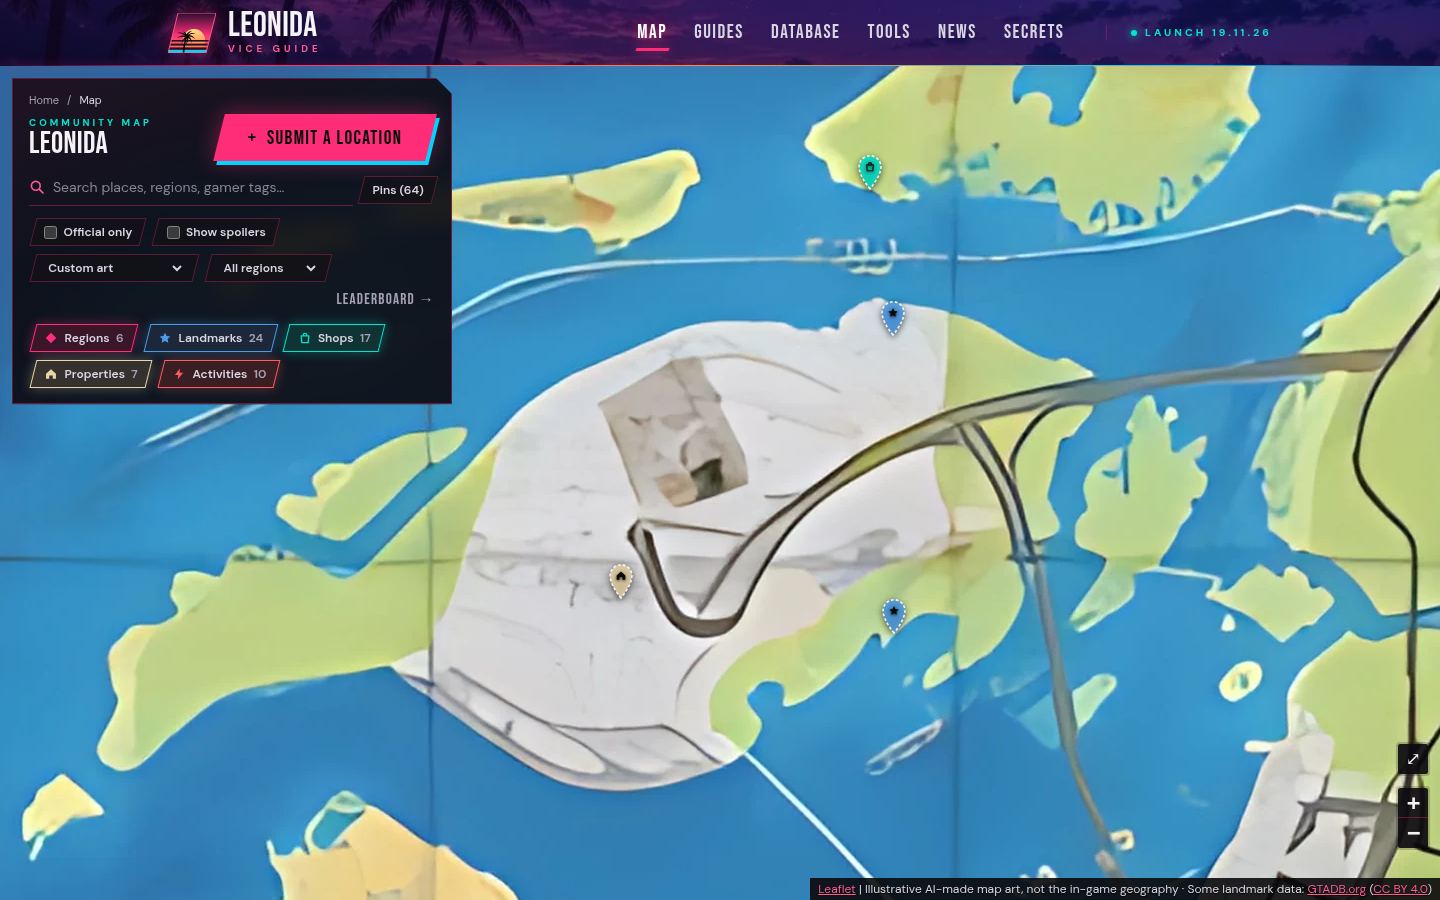 LEONIDA
VICE GUIDE
MAP GUIDES DATABASE TOOLS NEWS SECRETS
LAUNCH 19.11.26
Home / Map
COMMUNITY MAP
LEONIDA
+ SUBMIT A LOCATION
Search places, regions, gamer tags...
Pins (64)
Official only
Show spoilers
Custom art
All regions
LEADERBOARD →
Regions 6
Landmarks 24
Shops 17
Properties 7
Activities 10
+
−
Leaflet | Illustrative AI-made map art, not the in-game geography · Some landmark data: GTADB.org (CC BY 4.0)